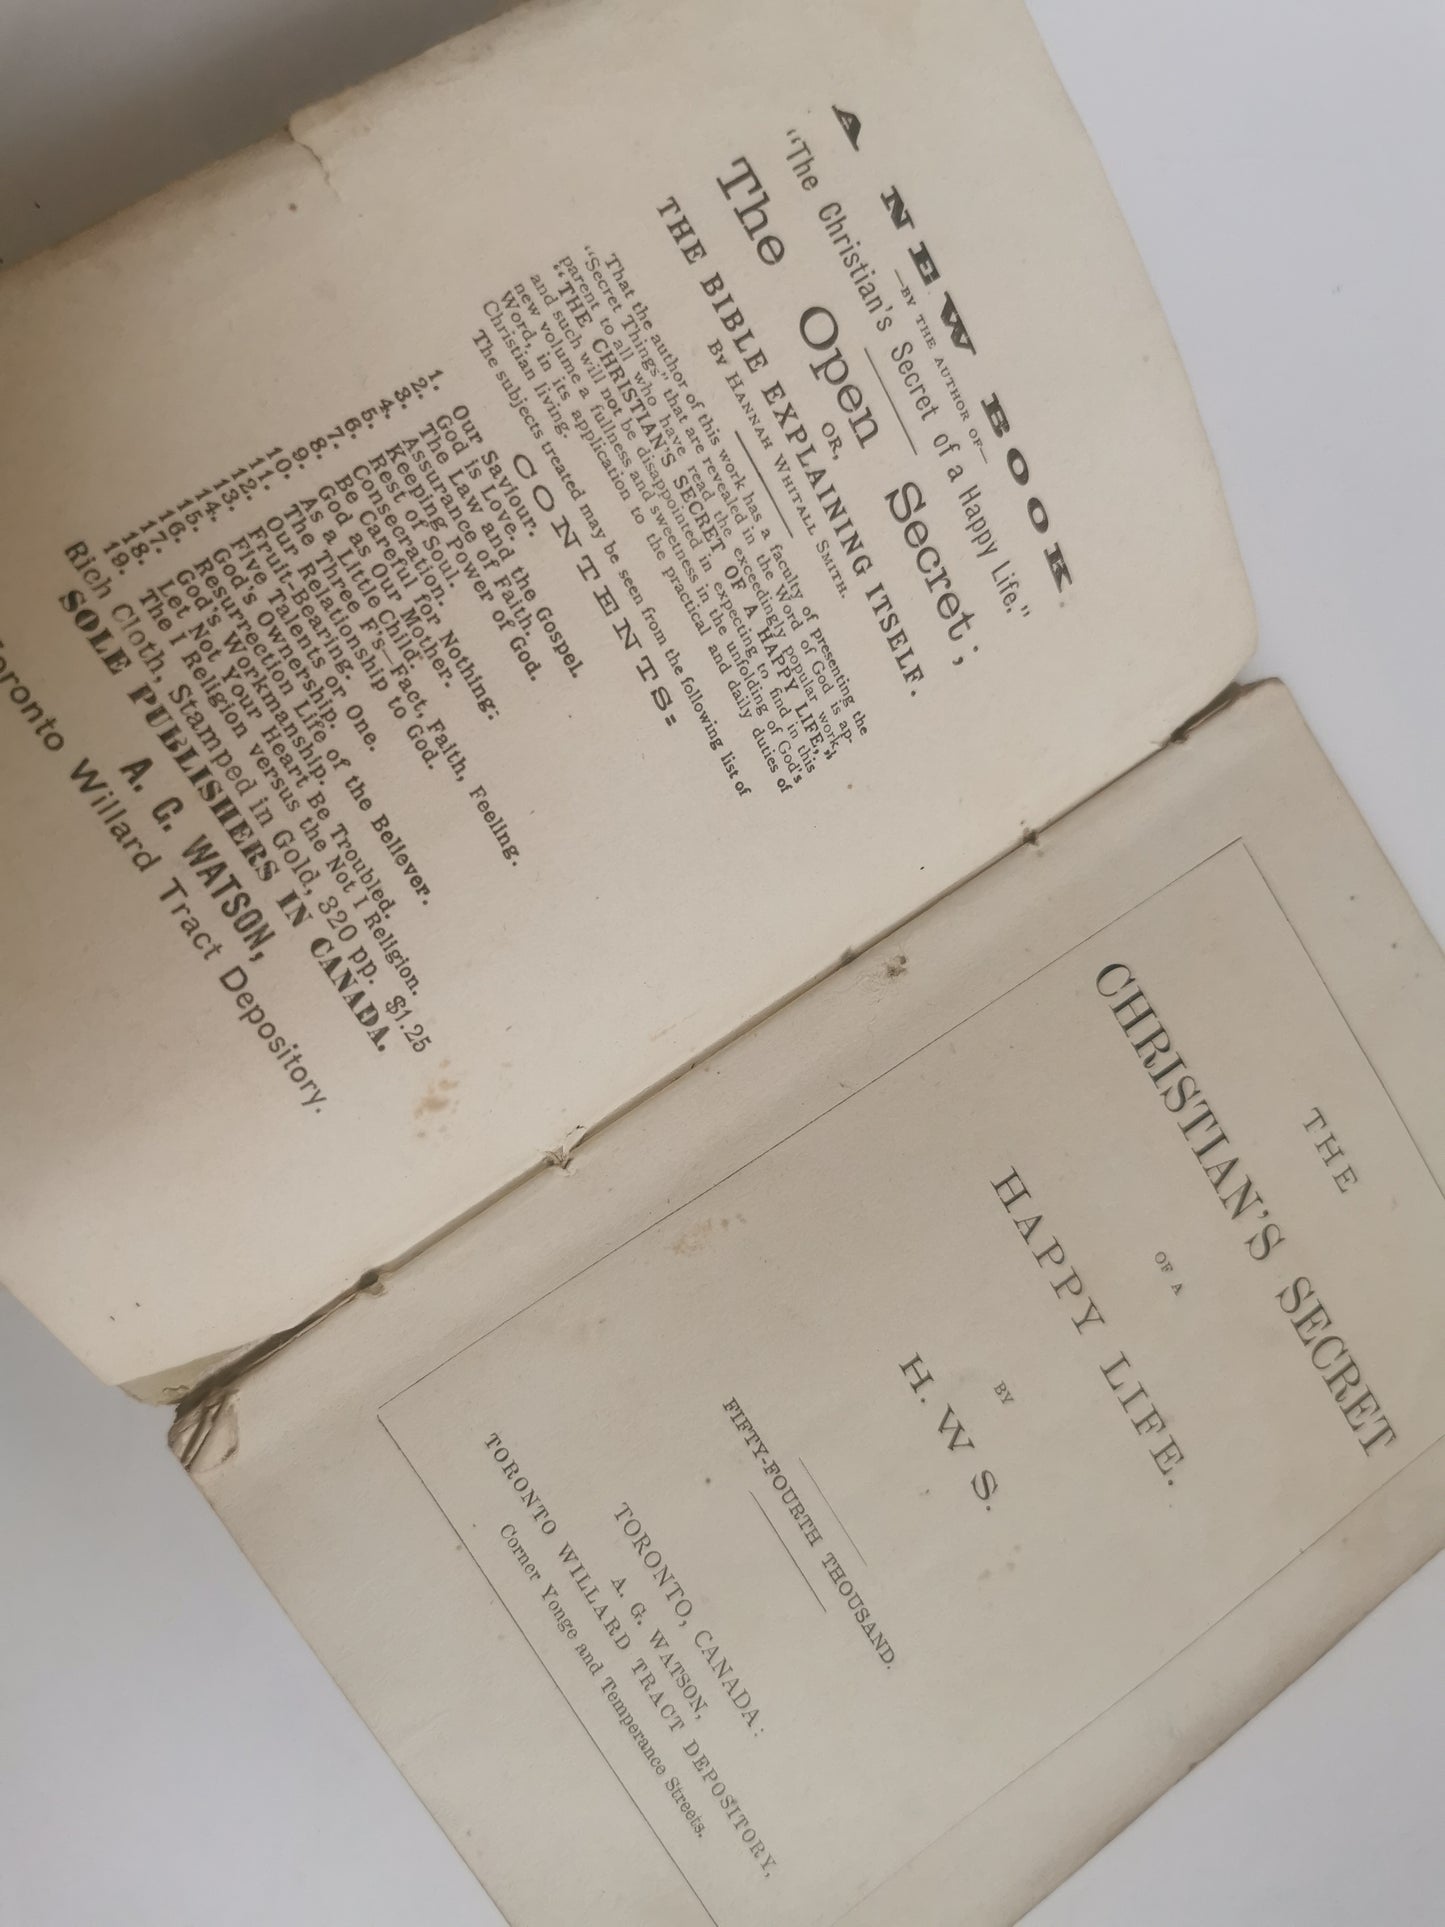 A NEW BOOK
—BY THE AUTHOR OF—
"The Christian's Secret of a Happy Life."
The Open Secret;
OR,
THE BIBLE EXPLAINING ITSELF.
BY HANNAH WHITALL SMITH.
That the author of this work has a faculty of presenting the
"Secret Things" that are revealed in the Word of God is ap-
parent to all who have read the exceedingly popular work,
"THE CHRISTIAN'S SECRET OF A HAPPY LIFE,"
and such will not be disappointed in expecting to find in this
new volume a fullness and sweetness in the unfolding of God's
Word, in its application to the practical and daily duties of
Christian living.
The subjects treated may be seen from the following list of
CONTENTS:
1. Our Saviour.
2. God is Love.
3. The Law and the Gospel.
4. Assurance of Faith.
5. Keeping Power of God.
6. Rest of Soul.
7. Consecration.
8. Be Careful for Nothing:
9. God as Our Mother.
10. As a Little Child.
11. The Three F's—Fact, Faith, Feeling.
12. Our Relationship to God.
13. Fruit-Bearing.
14. Five Talents or One.
15. God's Ownership.
16. God's Workmanship.
17. Resurrection Life of the Believer.
18. Let Not Your Heart Be Troubled.
19. The I Religion versus the Not I Religion.
Rich Cloth, Stamped in Gold, 320 pp. $1.25
SOLE PUBLISHERS IN CANADA.
A. G. WATSON,
Toronto Willard Tract Depository.
THE
CHRISTIAN'S SECRET
OF A
HAPPY LIFE.
BY
H. W S.
FIFTY-FOURTH THOUSAND.
TORONTO, CANADA:
A. G. WATSON,
TORONTO WILLARD TRACT DEPOSITORY,
Corner Yonge and Temperance Streets.